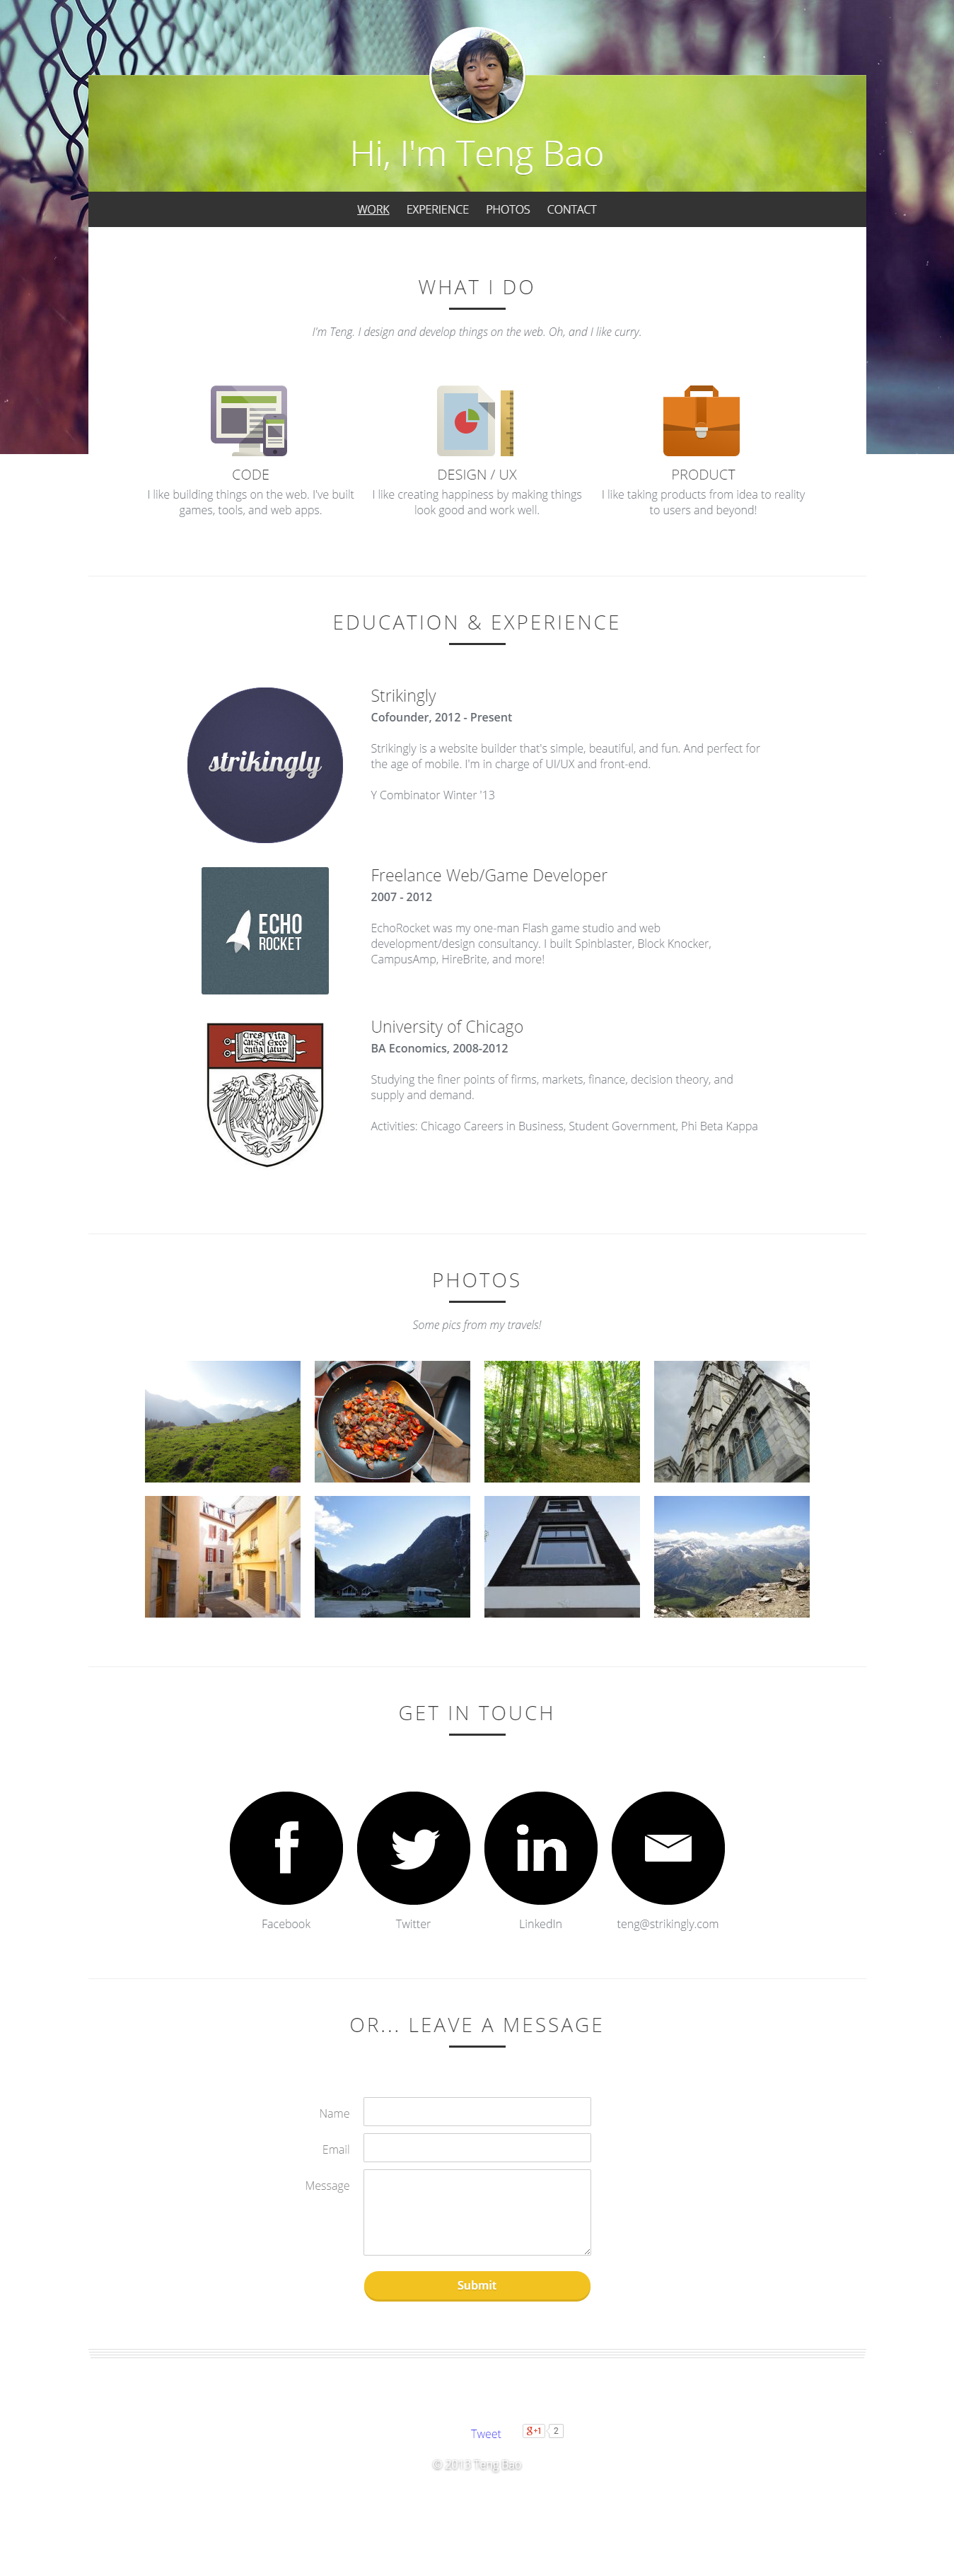 Hi, I'm Teng Bao
WORK EXPERIENCE PHOTOS CONTACT
WHAT I DO
I'm Teng. I design and develop things on the web. Oh, and I like curry.
CODE
I like building things on the web. I've built
games, tools, and web apps.
DESIGN / UX
I like creating happiness by making things
look good and work well.
PRODUCT
I like taking products from idea to reality
to users and beyond!
EDUCATION & EXPERIENCE
strikingly
Strikingly
Cofounder, 2012 - Present
Strikingly is a website builder that's simple, beautiful, and fun. And perfect for
the age of mobile. I'm in charge of UI/UX and front-end.
Y Combinator Winter '13
ECHO
ROCKET
Freelance Web/Game Developer
2007 - 2012
EchoRocket was my one-man Flash game studio and web
development/design consultancy. I built Spinblaster, Block Knocker,
CampusAmp, HireBrite, and more!
University of Chicago
BA Economics, 2008-2012
Studying the finer points of firms, markets, finance, decision theory, and
supply and demand.
Activities: Chicago Careers in Business, Student Government, Phi Beta Kappa
PHOTOS
Some pics from my travels!
GET IN TOUCH
Facebook
Twitter
LinkedIn
teng@strikingly.com
OR... LEAVE A MESSAGE
Name
Email
Message
Submit
Tweet
g+1 2
© 2013 Teng Bao